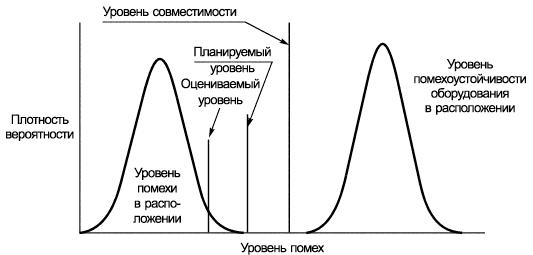 Уровень совместимости
Планируемый
уровень
Оцениваемый
уровень
Уровень
помехоустойчивости
оборудования
в расположении
Плотность
вероятности
Уровень
помехи
в распо-
ложении
Уровень помех